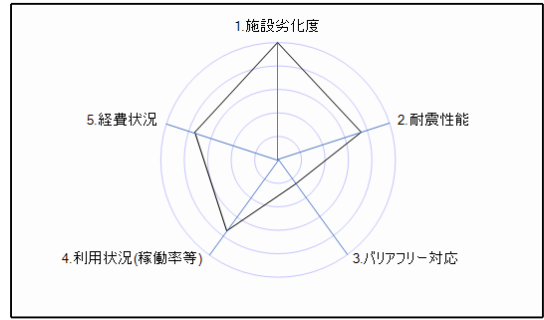 1.施設劣化度
2.耐震性能
3.バリアフリー対応
4.利用状況(稼働率等)
5.経費状況